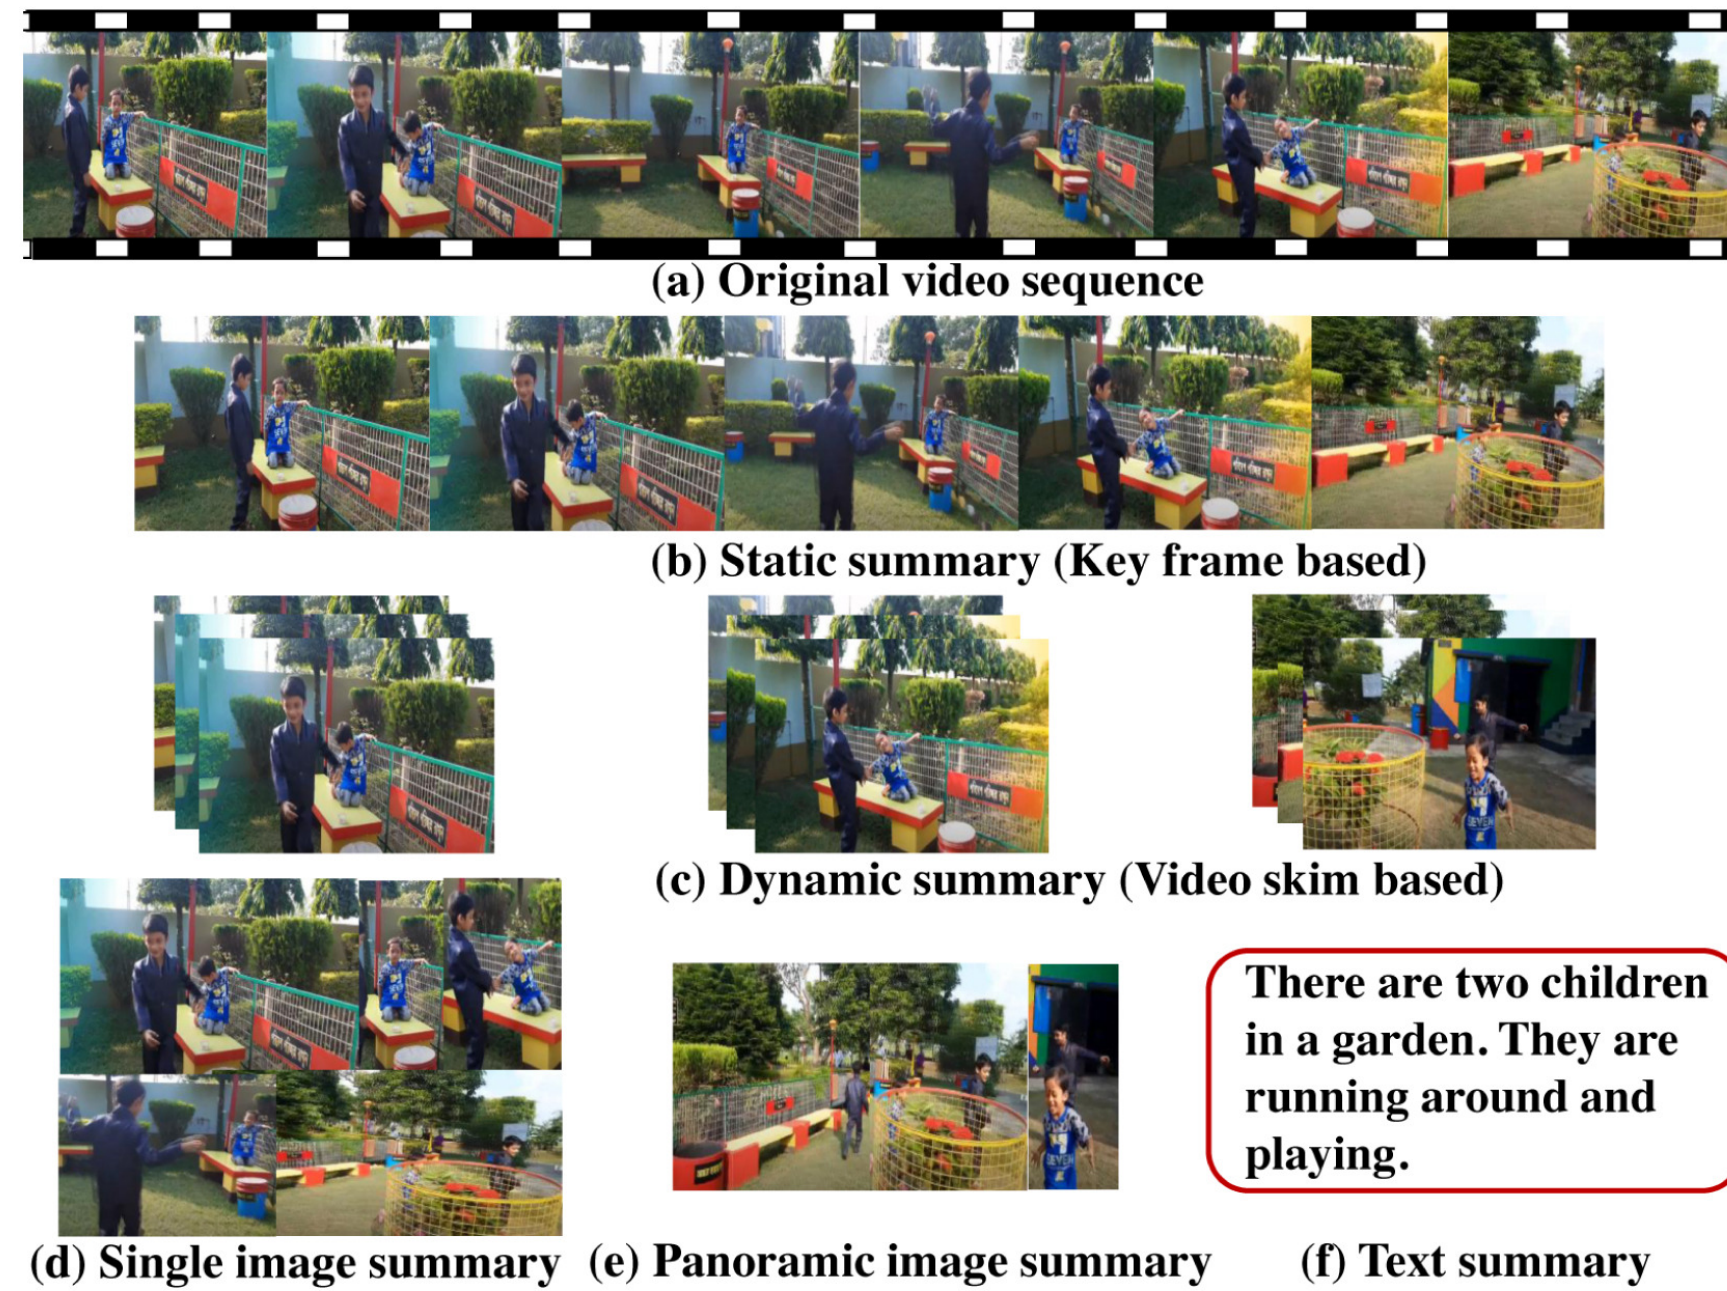 (a) Original video sequence
(b) Static summary (Key frame based)
(c) Dynamic summary (Video skim based)
There are two children
in a garden. They are
running around and
playing.
(d) Single image summary
(e) Panoramic image summary
(f) Text summary